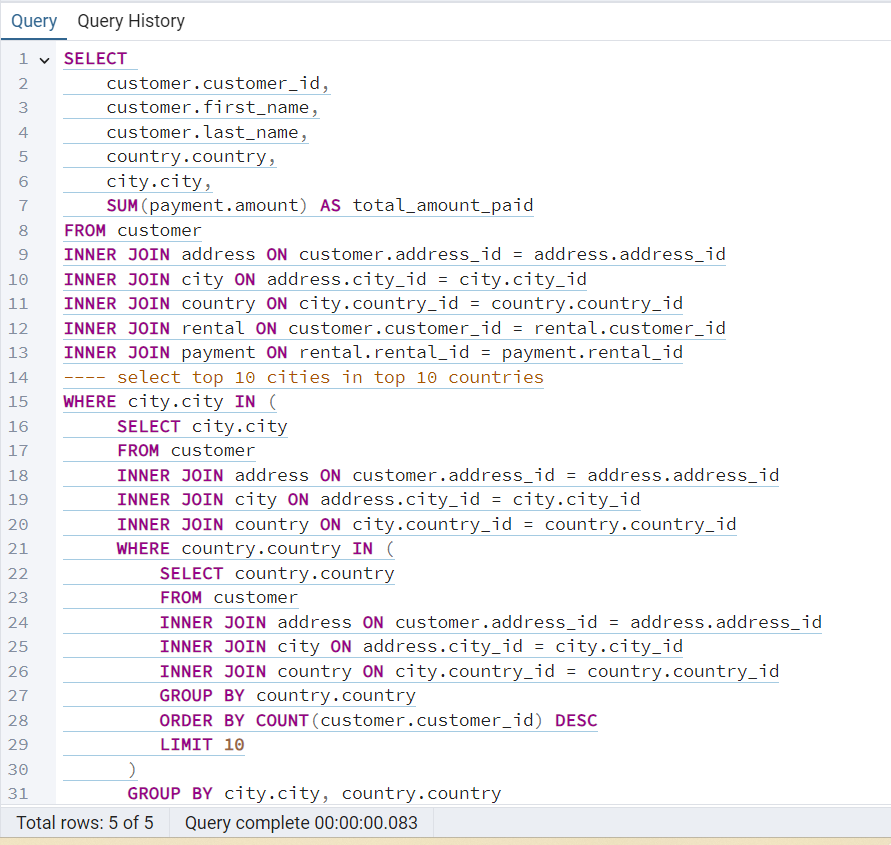 Query Query History
1 SELECT
2 customer.customer_id,
3 customer.first_name,
4 customer.last_name,
5 country.country,
6 city.city,
7 SUM(payment.amount) AS total_amount_paid
8 FROM customer
9 INNER JOIN address ON customer.address_id = address.address_id
10 INNER JOIN city ON address.city_id = city.city_id
11 INNER JOIN country ON city.country_id = country.country_id
12 INNER JOIN rental ON customer.customer_id = rental.customer_id
13 INNER JOIN payment ON rental.rental_id = payment.rental_id
14 ---- select top 10 cities in top 10 countries
15 WHERE city.city IN (
16 SELECT city.city
17 FROM customer
18 INNER JOIN address ON customer.address_id = address.address_id
19 INNER JOIN city ON address.city_id = city.city_id
20 INNER JOIN country ON city.country_id = country.country_id
21 WHERE country.country IN (
22 SELECT country.country
23 FROM customer
24 INNER JOIN address ON customer.address_id = address.address_id
25 INNER JOIN city ON address.city_id = city.city_id
26 INNER JOIN country ON city.country_id = country.country_id
27 GROUP BY country.country
28 ORDER BY COUNT(customer.customer_id) DESC
29 LIMIT 10
30 )
31 GROUP BY city.city, country.country
Total rows: 5 of 5 Query complete 00:00:00.083